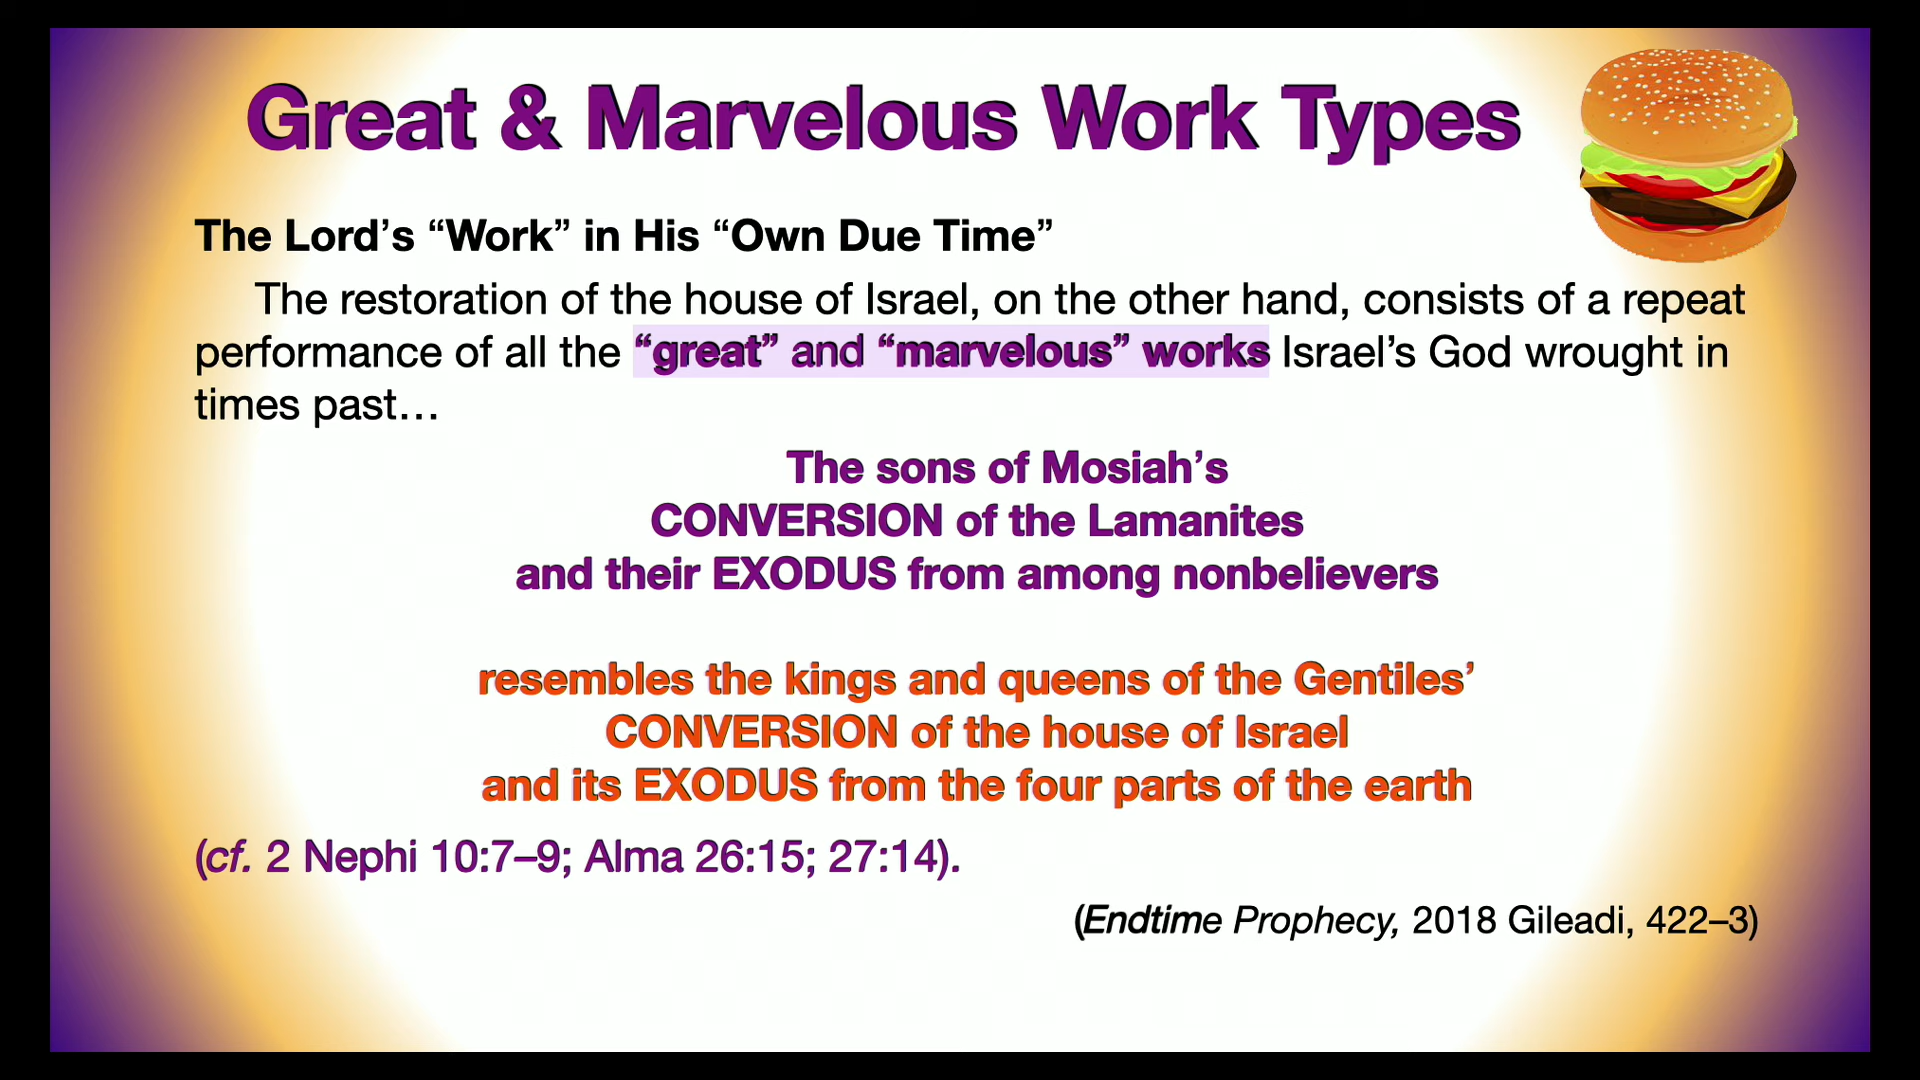 Great & Marvelous Work Types
The Lord’s “Work” in His “Own Due Time”
The restoration of the house of Israel, on the other hand, consists of a repeat
performance of all the “great” and “marvelous” works Israel’s God wrought in
times past…
The sons of Mosiah’s
CONVERSION of the Lamanites
and their EXODUS from among nonbelievers
resembles the kings and queens of the Gentiles’
CONVERSION of the house of Israel
and its EXODUS from the four parts of the earth
(cf. 2 Nephi 10:7–9; Alma 26:15; 27:14).
(Endtime Prophecy, 2018 Gileadi, 422–3)